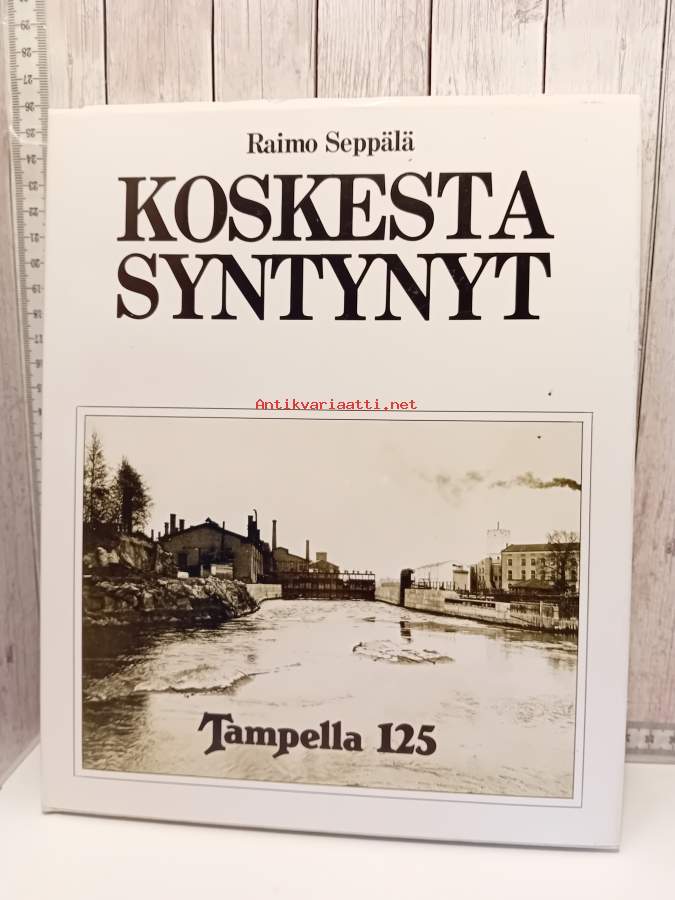 Raimo Seppälä
KOSKESTA
SYNTYNYT
Antikvariaatti.net
Tampella 125